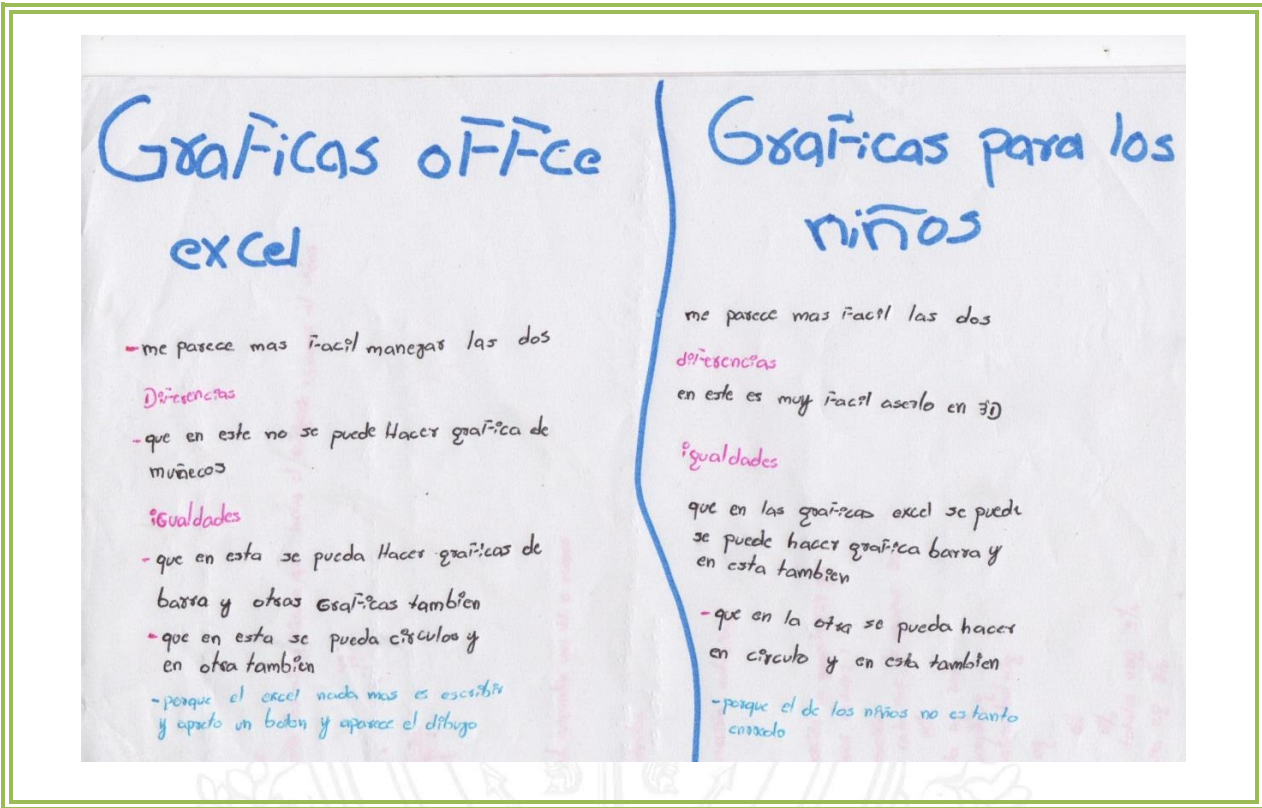 Graficas offce
excel
-me parece mas facil manegar las dos
Diferencias
-que en este no se puede Hacer grafica de
muñecos
iGualdades
-que en esta se pueda Hacer graficas de
barra y otras Graficas tambien
-que en esta se pueda circulos y
en otra tambien
-porque el excel nada mas es escribir
y apreto un boton y aparece el dibugo
Graficas para los
niños
me parece mas facil las dos
diferencias
en este es muy facil aserlo en 3D
igualdades
que en las graficas excel se puede
se puede hacer grafica barra y
en esta tambien
-que en la otra se pueda hacer
en circulo y en esta tambien
-porque el de los niños no es tanto
enrredo